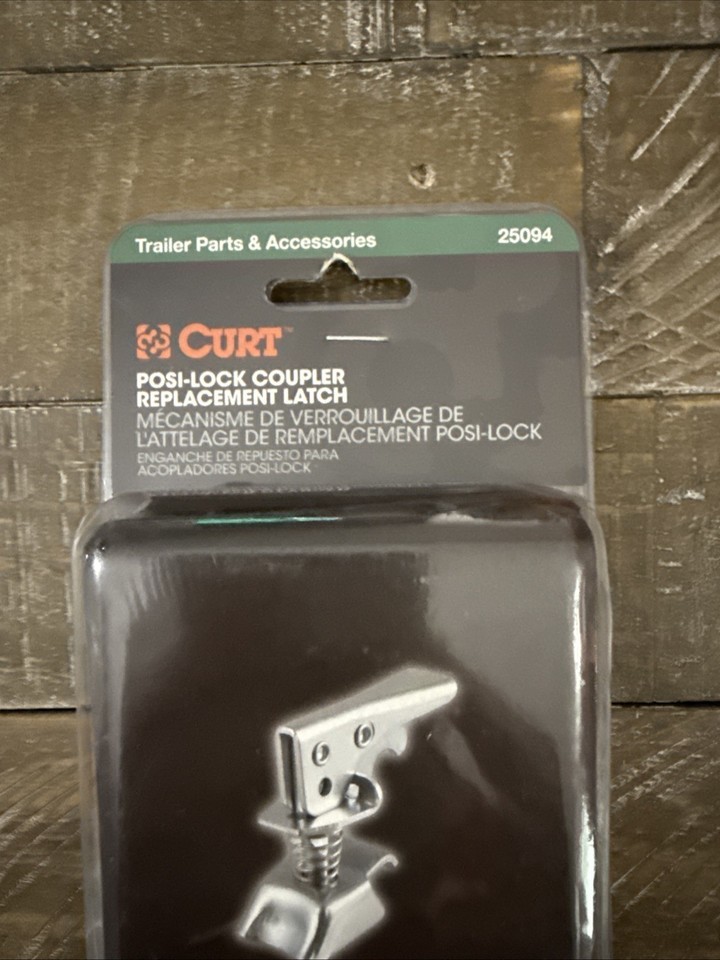 Trailer Parts & Accessories 25094
CURT™
POSI-LOCK COUPLER
REPLACEMENT LATCH
MÉCANISME DE VERROUILLAGE DE
L'ATTELAGE DE REMPLACEMENT POSI-LOCK
ENGANCHE DE REPUESTO PARA
ACOPLADORES POSI-LOCK